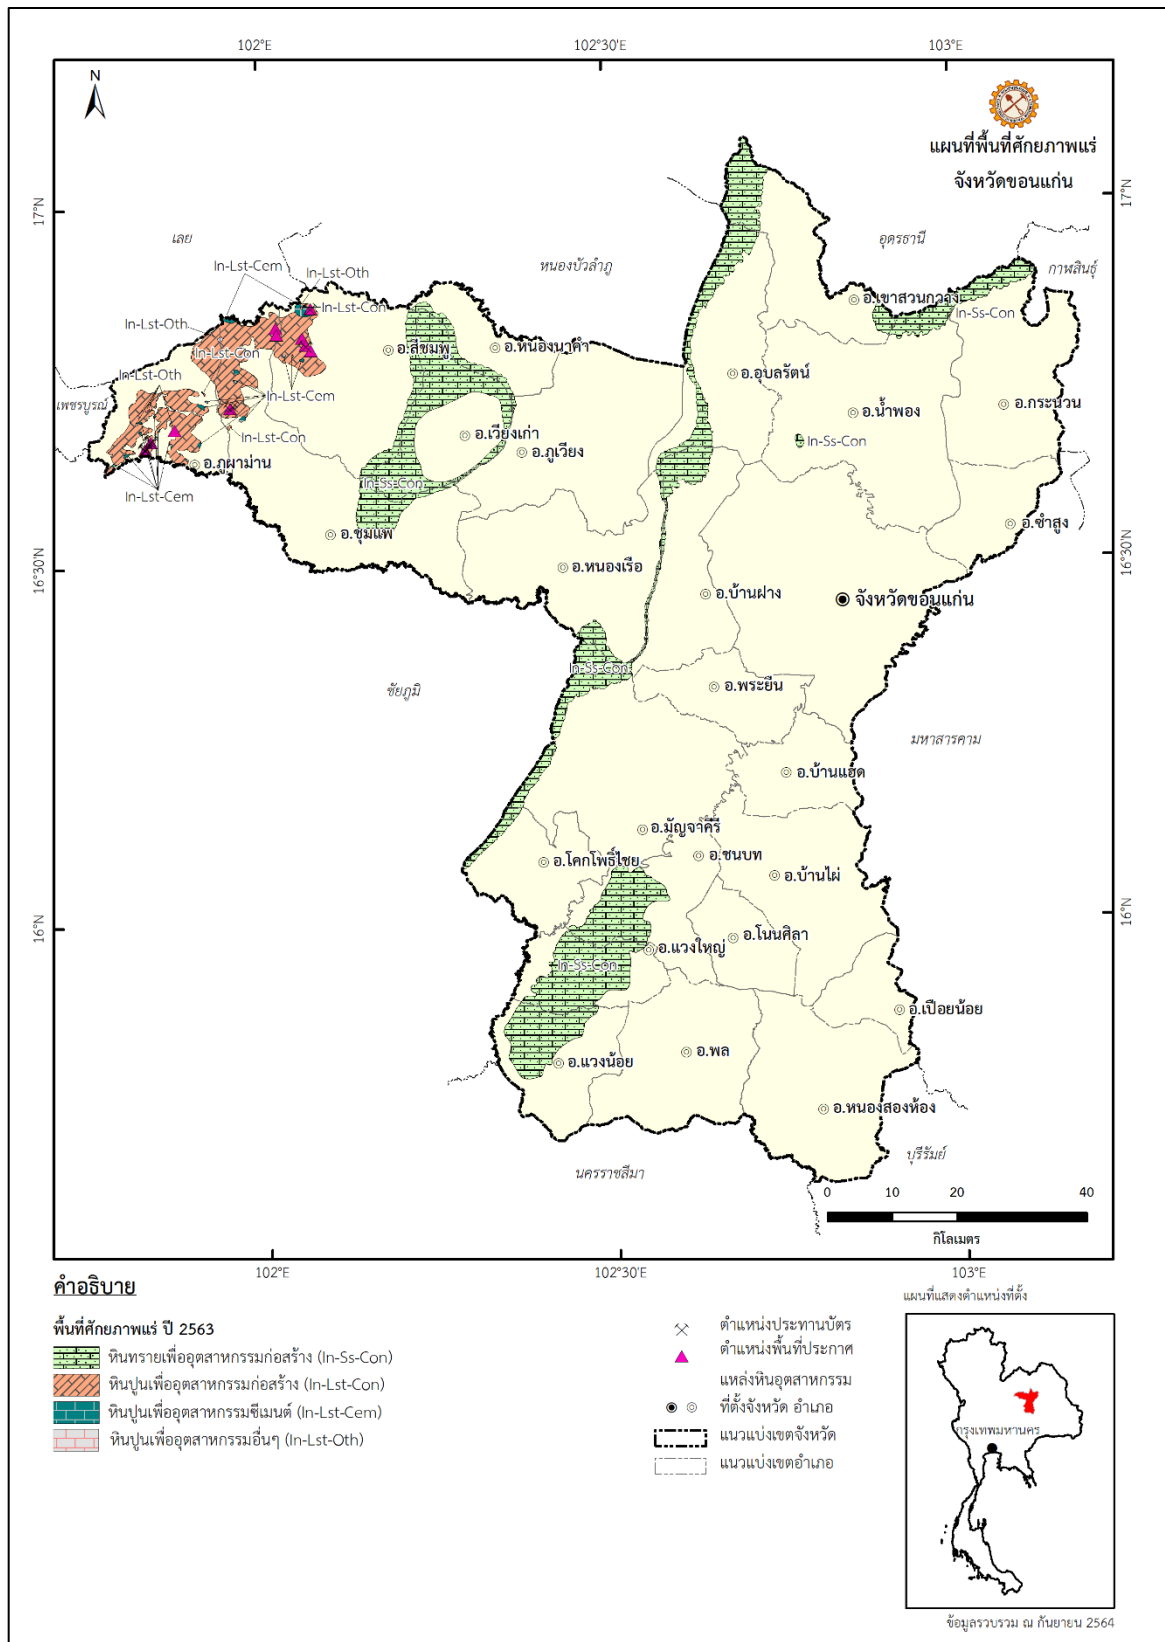 102°E
102°30'E
103°E
N
แผนที่พื้นที่ศักยภาพแร่
จังหวัดขอนแก่น
17°N
17°N
เลย
หนองบัวลำภู
อุดรธานี
กาฬสินธุ์
In-Lst-Cem
In-Lst-Oth
In-Lst-Con
อ.เขาสวนกวาง
In-Ss-Con
In-Lst-Oth
In-Lst-Con
อ.สีชมพู
อ.หนองนาคำ
In-Lst-Oth
อ.อุบลรัตน์
In-Lst-Cem
เพชรบูรณ์
อ.น้ำพอง
อ.กระนวน
In-Lst-Con
อ.เวียงเก่า
In-Ss-Con
อ.ภูเวียง
อ.ภูผาม่าน
In-Ss-Con
In-Lst-Cem
อ.ชุมแพ
อ.ซำสูง
16°30'N
16°30'N
อ.หนองเรือ
อ.บ้านฝาง
จังหวัดขอนแก่น
In-Ss-Con
ชัยภูมิ
อ.พระยืน
มหาสารคาม
อ.บ้านแฮด
อ.มัญจาคีรี
อ.โคกโพธิ์ไชย
อ.ชนบท
อ.บ้านไผ่
16°N
16°N
อ.โนนศิลา
อ.แวงใหญ่
In-Ss-Con
อ.เปือยน้อย
อ.พล
อ.แวงน้อย
อ.หนองสองห้อง
บุรีรัมย์
นครราชสีมา
0 10 20 40
กิโลเมตร
102°E
102°30'E
103°E
คำอธิบาย
พื้นที่ศักยภาพแร่ ปี 2563
หินทรายเพื่ออุตสาหกรรมก่อสร้าง (In-Ss-Con)
หินปูนเพื่ออุตสาหกรรมก่อสร้าง (In-Lst-Con)
หินปูนเพื่ออุตสาหกรรมซีเมนต์ (In-Lst-Cem)
หินปูนเพื่ออุตสาหกรรมอื่นๆ (In-Lst-Oth)
ตำแหน่งประทานบัตร
ตำแหน่งพื้นที่ประกาศ
แหล่งหินอุตสาหกรรม
ที่ตั้งจังหวัด อำเภอ
แนวแบ่งเขตจังหวัด
แนวแบ่งเขตอำเภอ
แผนที่แสดงตำแหน่งที่ตั้ง
กรุงเทพมหานคร
ข้อมูลรวบรวม ณ กันยายน 2564